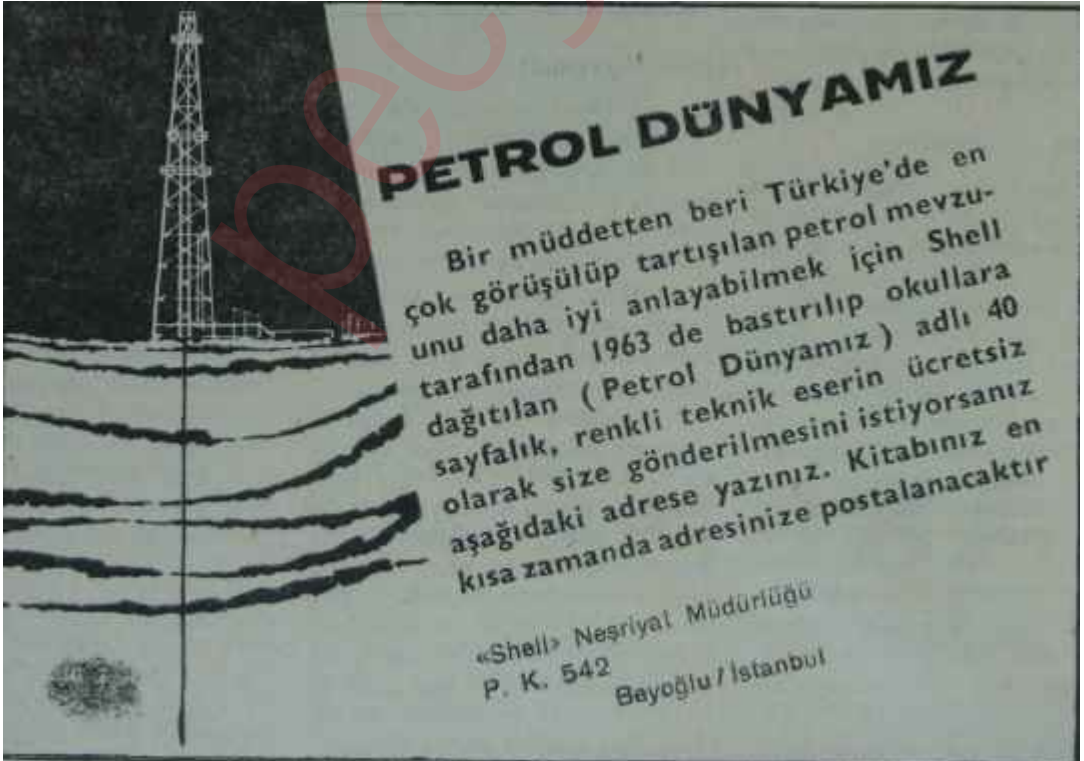 PETROL DÜNYAMIZ
Bir müddetten beri Türkiye'de en
çok görüşülüp tartışılan petrol mevzu-
unu daha iyi anlayabilmek için Shell
tarafından 1963 de bastırılıp okullara
dağıtılan ( Petrol Dünyamız ) adlı 40
sayfalık, renkli teknik eserin ücretsiz
olarak size gönderilmesini istiyorsanız
aşağıdaki adrese yazınız. Kitabınız en
kısa zamanda adresinize postalanacaktır
«Shell» Neşriyat Müdürlüğü
P. K. 542
Beyoğlu / İstanbul
pecy